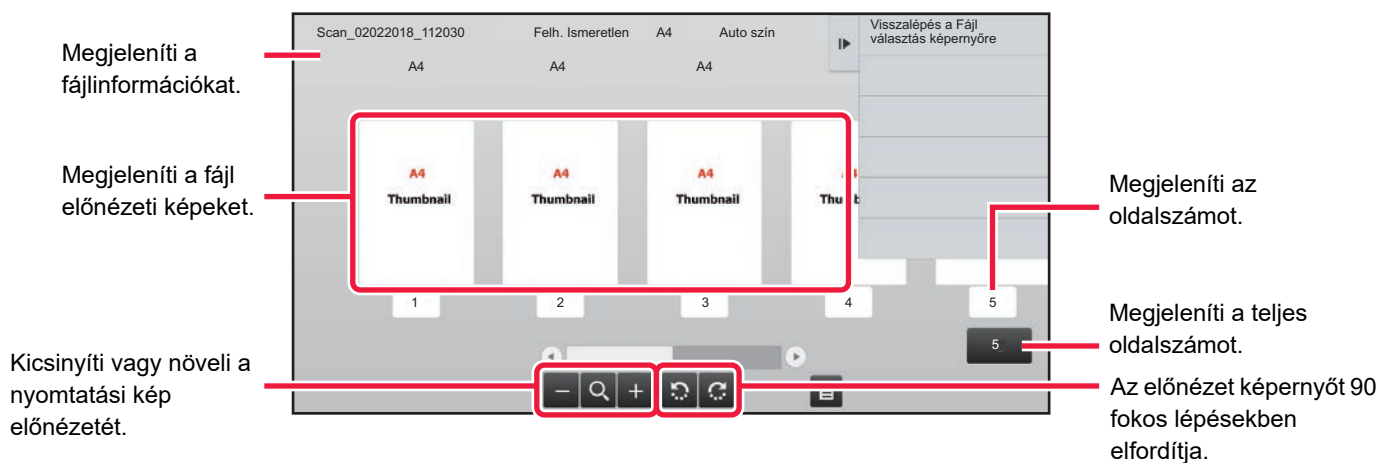 Megjeleníti a
fájlinformációkat.
Megjeleníti a fájl
előnézeti képeket.
Kicsinyíti vagy növeli a
nyomtatási kép
előnézetét.
Scan_02022018_112030 Felh. Ismeretlen A4 Auto szín
A4 A4 A4
Visszalépés a Fájl
választás képernyőre
A4 A4 A4
Thumbnail Thumbnail Thumbnail
1 2 3 4 5
5
Megjeleníti az
oldalszámot.
Megjeleníti a teljes
oldalszámot.
Az előnézet képernyőt 90
fokos lépésekben
elfordítja.